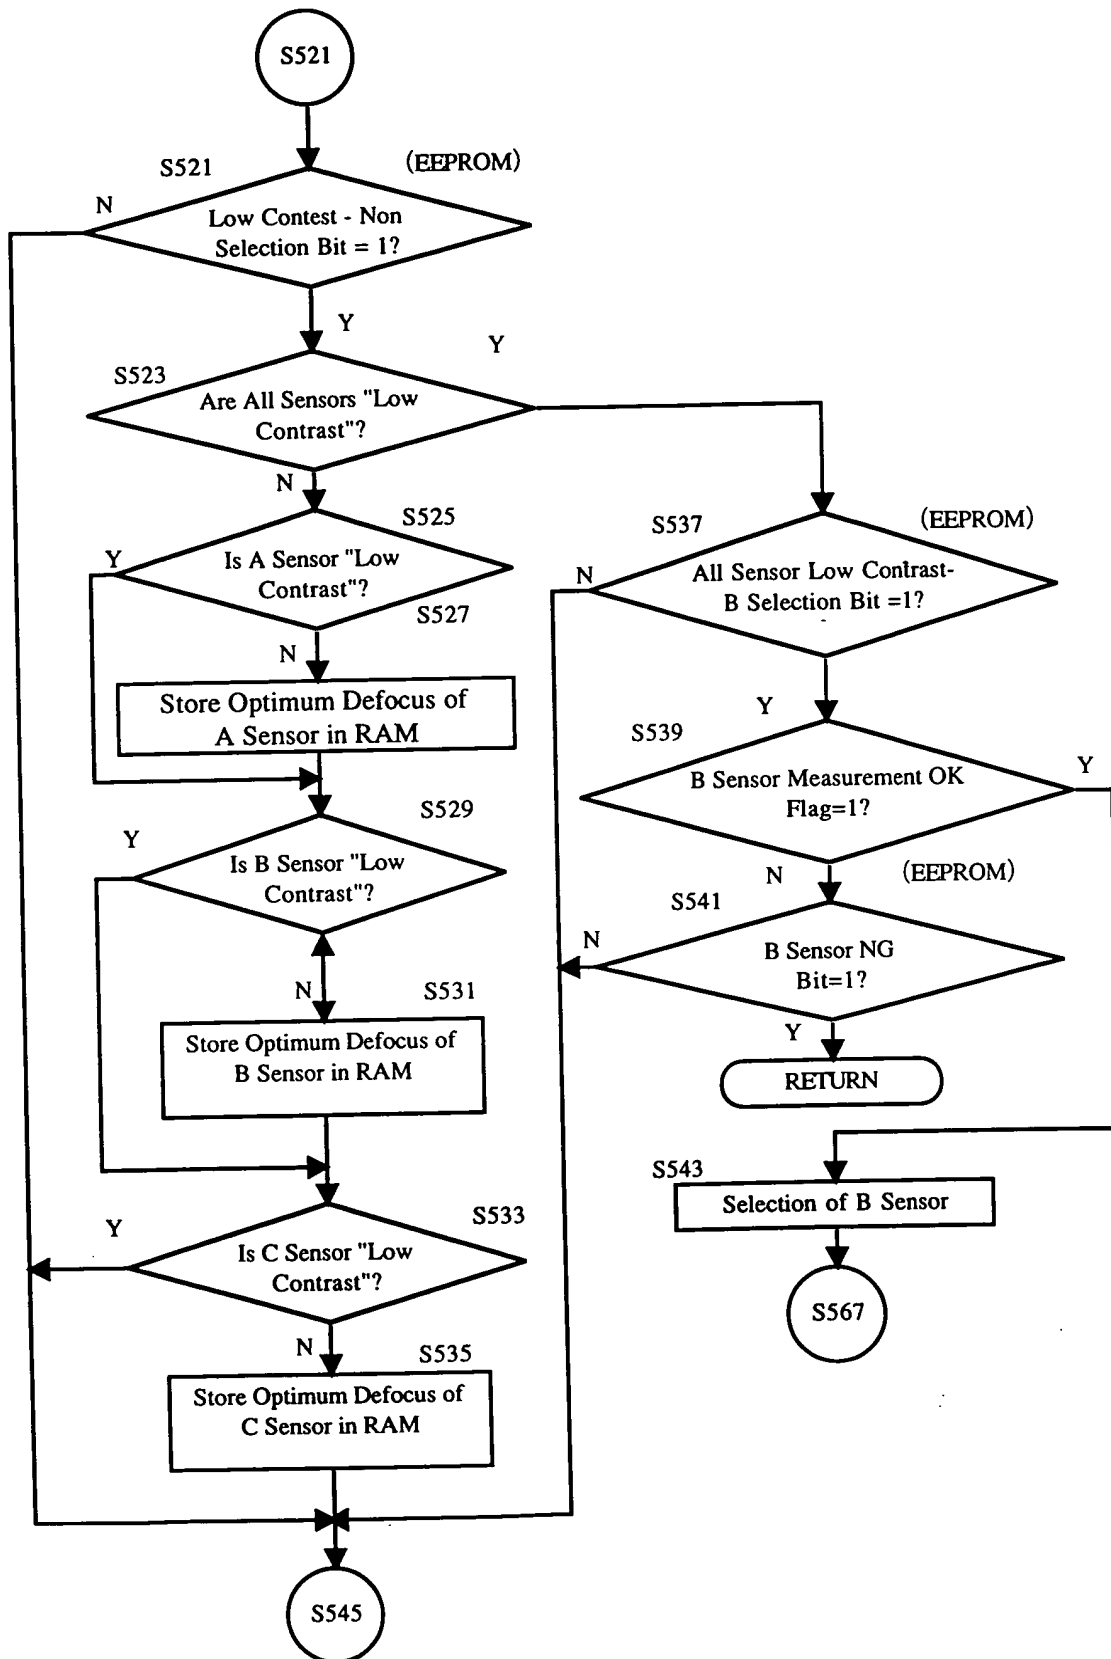 S521
S521
(EEPROM)
N
Low Contest - Non
Selection Bit = 1?
Y
Y
S523
Are All Sensors "Low
Contrast"?
N
S525
Y
Is A Sensor "Low
Contrast"?
S527
N
Store Optimum Defocus of
A Sensor in RAM
S529
Y
Is B Sensor "Low
Contrast"?
N
S531
Store Optimum Defocus of
B Sensor in RAM
S533
Y
Is C Sensor "Low
Contrast"?
N
S535
Store Optimum Defocus of
C Sensor in RAM
S545
S537
(EEPROM)
N
All Sensor Low Contrast-
B Selection Bit =1?
Y
S539
B Sensor Measurement OK
Flag=1?
Y
N
(EEPROM)
S541
N
B Sensor NG
Bit=1?
Y
RETURN
S543
Selection of B Sensor
S567